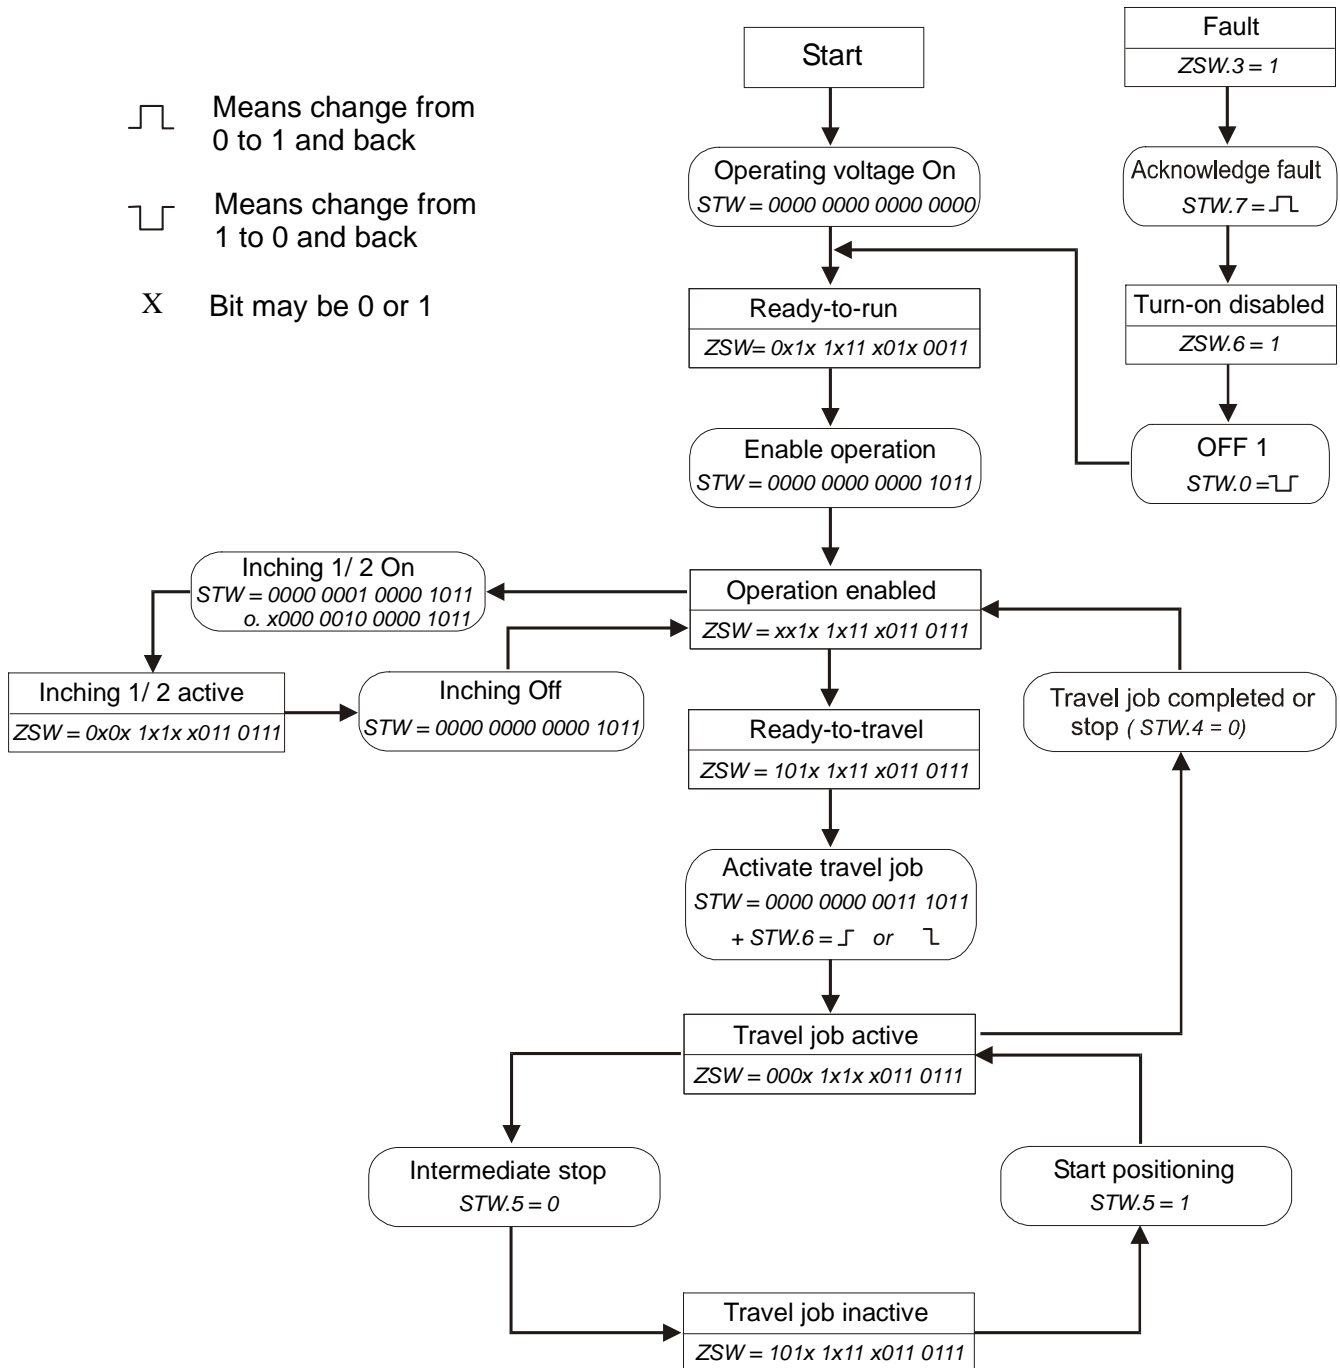 Means change from
0 to 1 and back
Means change from
1 to 0 and back
X Bit may be 0 or 1
Start
Operating voltage On
STW = 0000 0000 0000 0000
Ready-to-run
ZSW= 0x1x 1x11 x01x 0011
Enable operation
STW = 0000 0000 0000 1011
Fault
ZSW.3 = 1
Acknowledge fault
STW.7 =
Turn-on disabled
ZSW.6 = 1
OFF 1
STW.0 =
Inching 1/ 2 On
STW = 0000 0001 0000 1011
o. x000 0010 0000 1011
Operation enabled
ZSW = xx1x 1x11 x011 0111
Inching 1/ 2 active
ZSW = 0x0x 1x1x x011 0111
Inching Off
STW = 0000 0000 0000 1011
Ready-to-travel
ZSW = 101x 1x11 x011 0111
Travel job completed or
stop ( STW.4 = 0)
Activate travel job
STW = 0000 0000 0011 1011
+ STW.6 = or
Travel job active
ZSW = 000x 1x1x x011 0111
Intermediate stop
STW.5 = 0
Start positioning
STW.5 = 1
Travel job inactive
ZSW = 101x 1x11 x011 0111